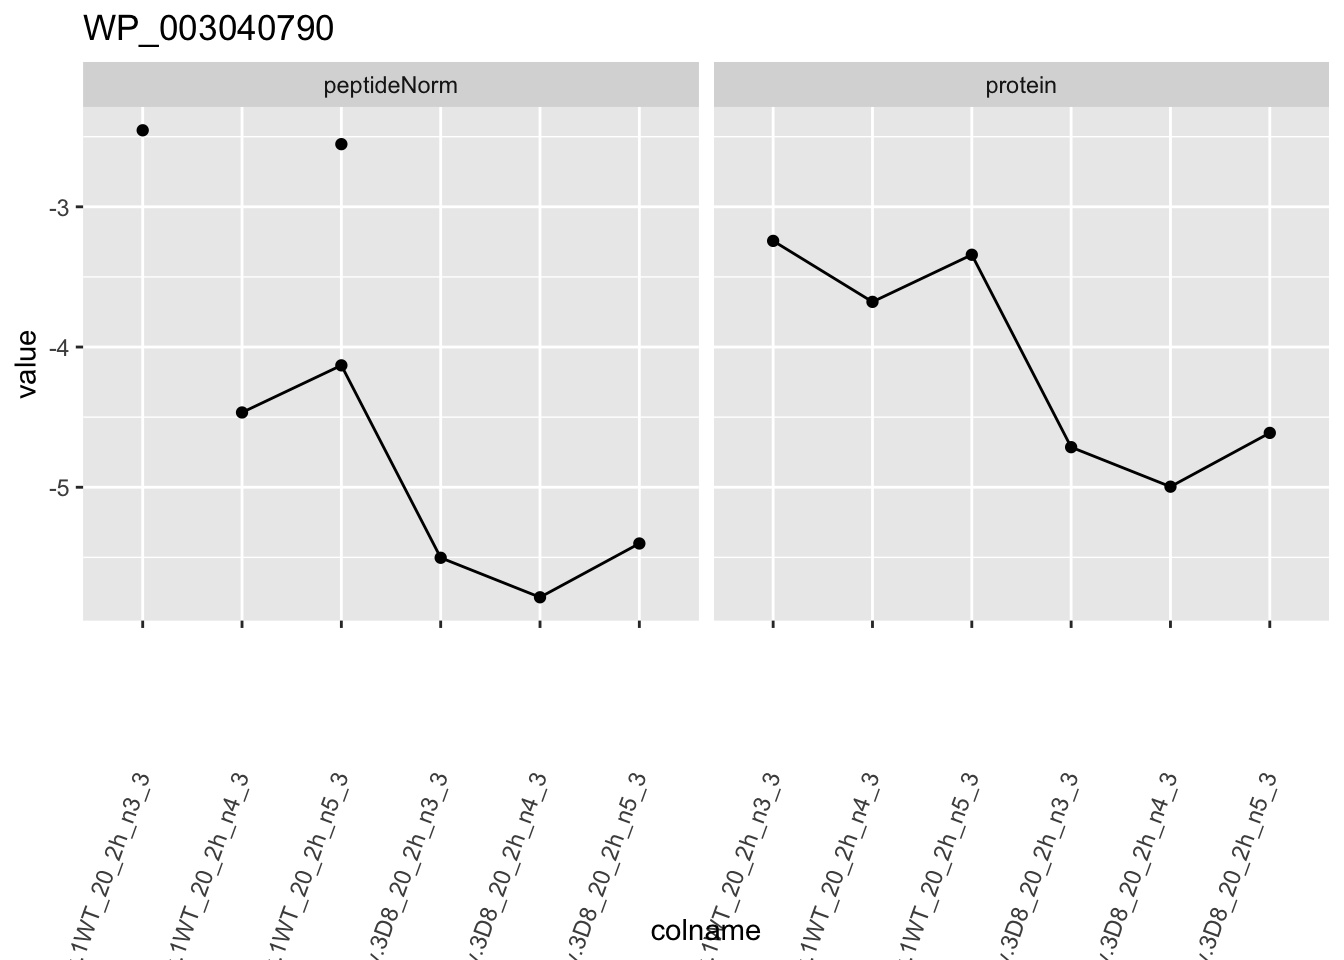 WP_003040790
peptideNorm
protein
-3
-4
-5
value
1WT_20_2h_n3_3
1WT_20_2h_n4_3
1WT_20_2h_n5_3
.3D8_20_2h_n3_3
.3D8_20_2h_n4_3
.3D8_20_2h_n5_3
1WT_20_2h_n3_3
1WT_20_2h_n4_3
1WT_20_2h_n5_3
.3D8_20_2h_n3_3
.3D8_20_2h_n4_3
.3D8_20_2h_n5_3
colname